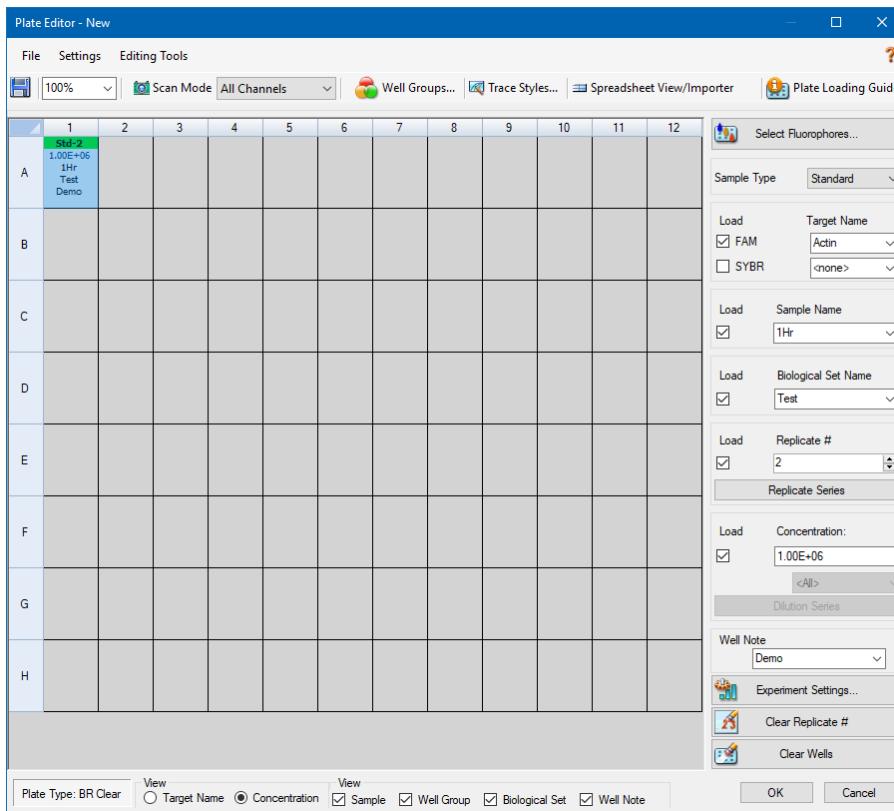 Plate Editor - New
File Settings Editing Tools
100% Scan Mode All Channels Well Groups... Trace Styles... Spreadsheet View/Importer Plate Loading Guid
1 2 3 4 5 6 7 8 9 10 11 12
A
Std-2
1.00E+06
1Hr
Test
Demo
B
C
D
E
F
G
H
Select Fluorophores...
Sample Type Standard
Load Target Name
FAM Actin
SYBR <none>
Load Sample Name
1Hr
Load Biological Set Name
Test
Load Replicate #
2
Replicate Series
Load Concentration:
1.00E+06
<All>
Dilution Series
Well Note
Demo
Experiment Settings...
Clear Replicate #
Clear Wells
Plate Type: BR Clear
View
Target Name Concentration
View
Sample Well Group Biological Set Well Note
OK Cancel